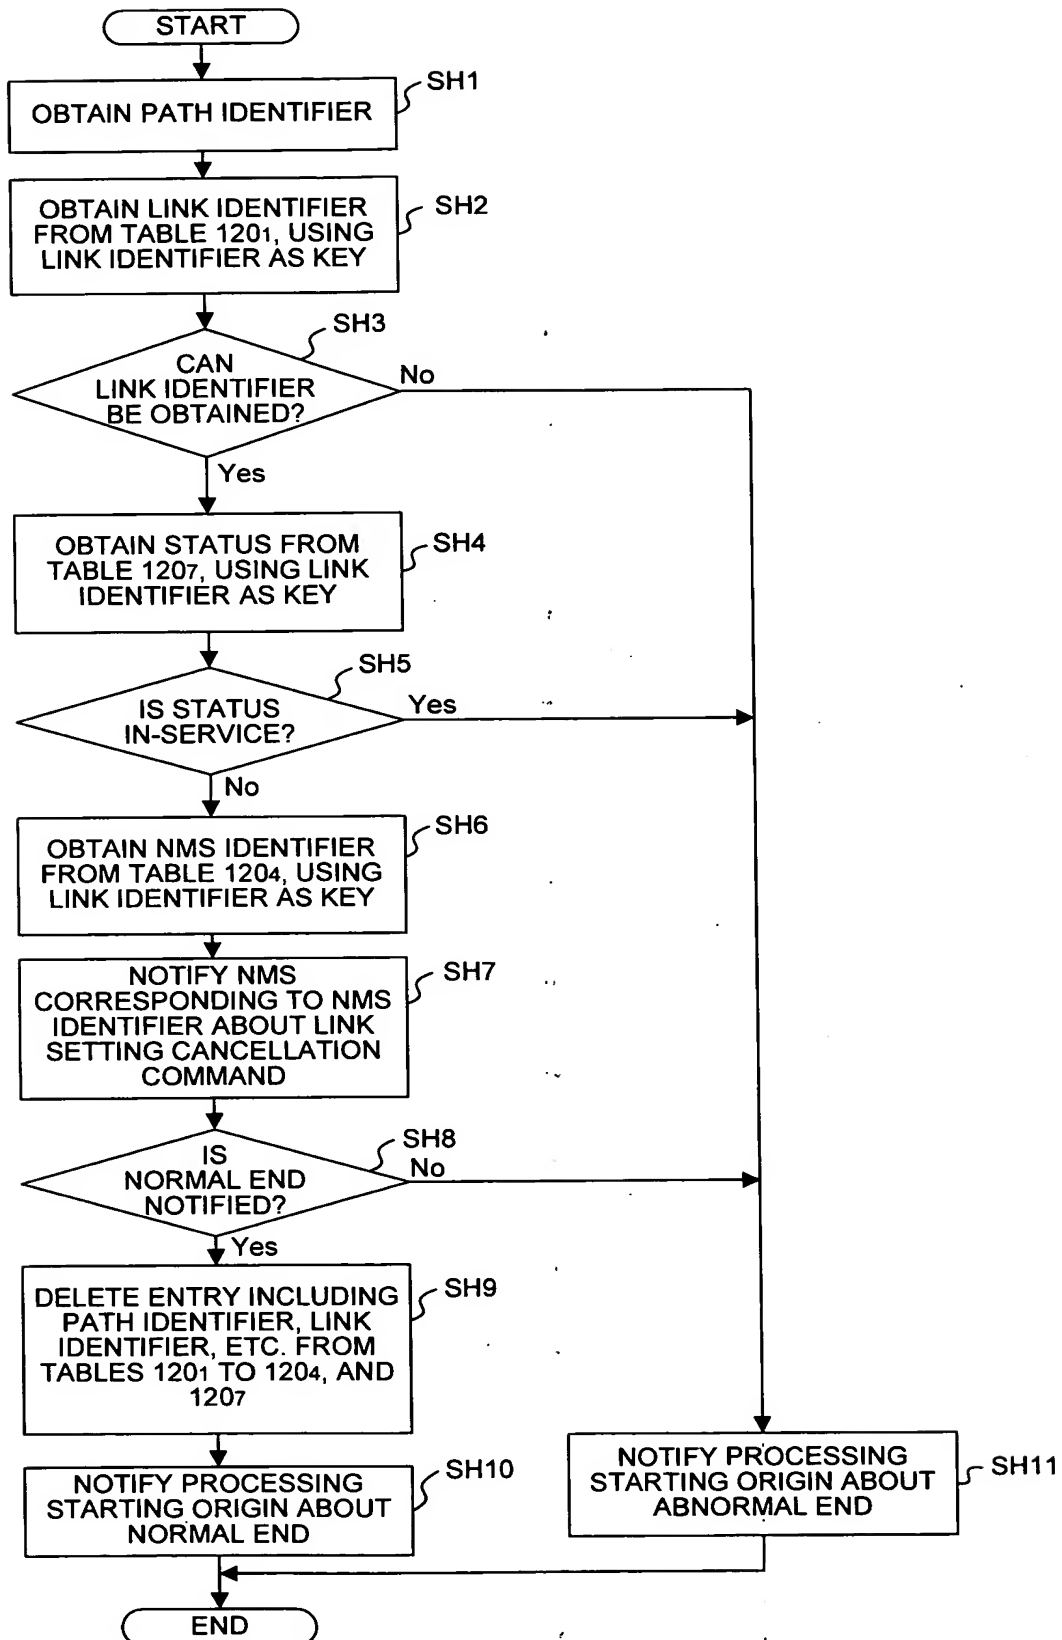 START
SH1
OBTAIN PATH IDENTIFIER
SH2
OBTAIN LINK IDENTIFIER
FROM TABLE 1201, USING
LINK IDENTIFIER AS KEY
SH3
CAN
LINK IDENTIFIER
BE OBTAINED?
No
Yes
SH4
OBTAIN STATUS FROM
TABLE 1207, USING LINK
IDENTIFIER AS KEY
SH5
IS STATUS
IN-SERVICE?
Yes
No
SH6
OBTAIN NMS IDENTIFIER
FROM TABLE 1204, USING
LINK IDENTIFIER AS KEY
SH7
NOTIFY NMS
CORRESPONDING TO NMS
IDENTIFIER ABOUT LINK
SETTING CANCELLATION
COMMAND
SH8
IS
NORMAL END
NOTIFIED?
No
Yes
SH9
DELETE ENTRY INCLUDING
PATH IDENTIFIER, LINK
IDENTIFIER, ETC. FROM
TABLES 1201 TO 1204, AND
1207
SH10
NOTIFY PROCESSING
STARTING ORIGIN ABOUT
NORMAL END
SH11
NOTIFY PROCESSING
STARTING ORIGIN ABOUT
ABNORMAL END
END